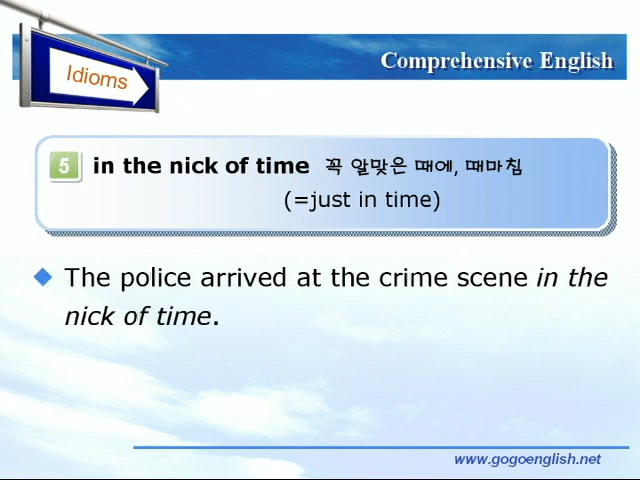 Idioms
Comprehensive English
5 in the nick of time 꼭 알맞은 때에, 때마침
(=just in time)
The police arrived at the crime scene in the
nick of time.
www.gogoenglish.net